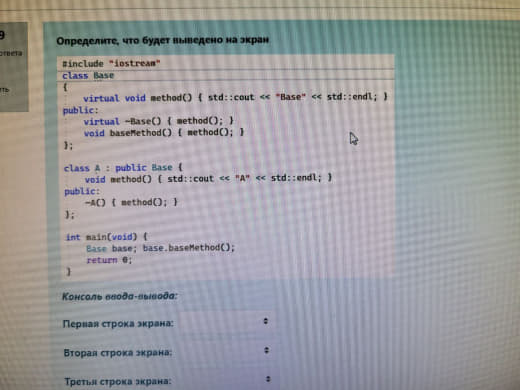 9
ответа
ть
Определите, что будет выведено на экран
#include "iostream"
class Base
{
virtual void method() { std::cout << "Base" << std::endl; }
public:
virtual ~Base() { method(); }
void baseMethod() { method(); }
};
class A : public Base {
void method() { std::cout << "A" << std::endl; }
public:
~A() { method(); }
};
int main(void) {
Base base; base.baseMethod();
return 0;
}
Консоль ввода-вывода:
Первая строка экрана:
Вторая строка экрана:
Третья строка экрана: